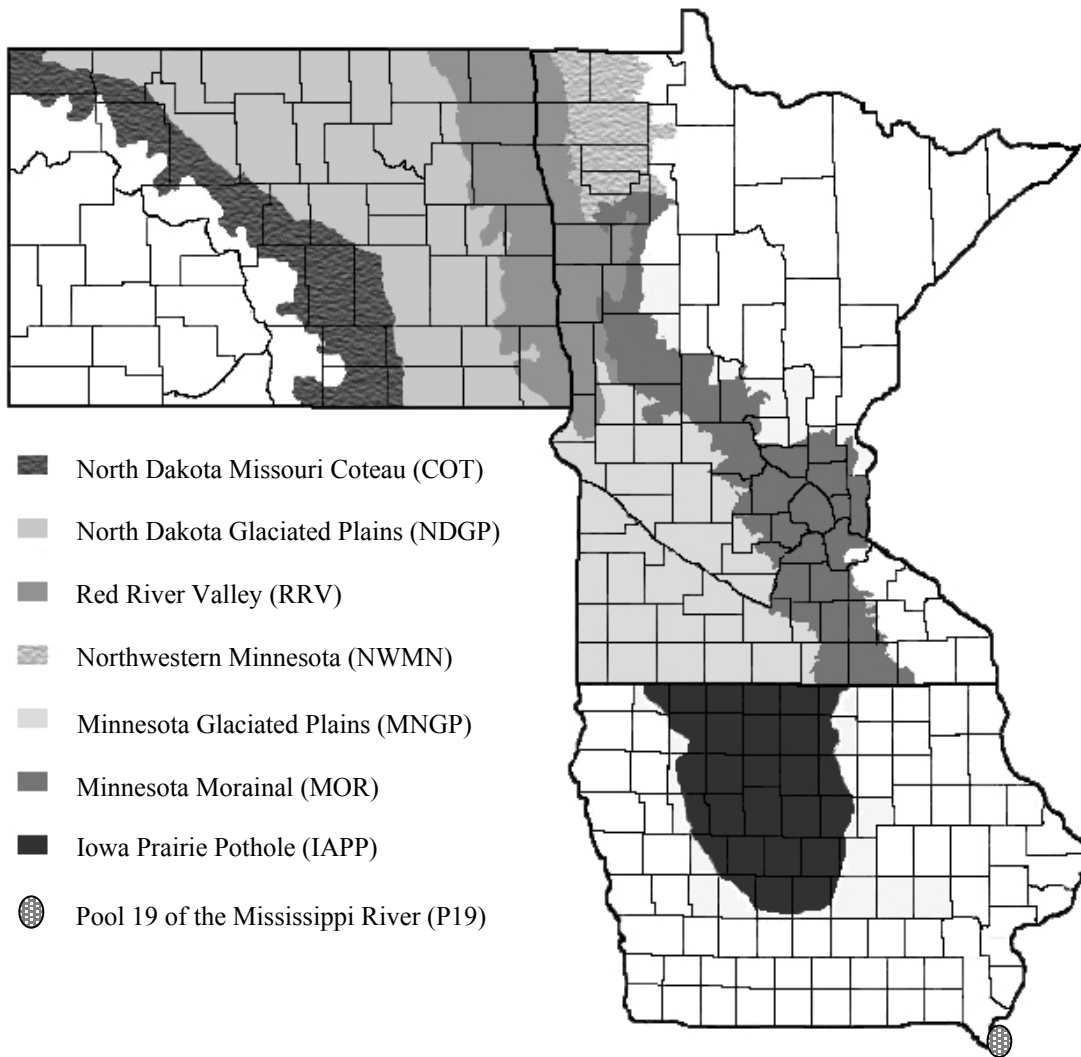 North Dakota Missouri Coteau (COT)
North Dakota Glaciated Plains (NDGP)
Red River Valley (RRV)
Northwestern Minnesota (NWMN)
Minnesota Glaciated Plains (MNGP)
Minnesota Morainal (MOR)
Iowa Prairie Pothole (IAPP)
Pool 19 of the Mississippi River (P19)